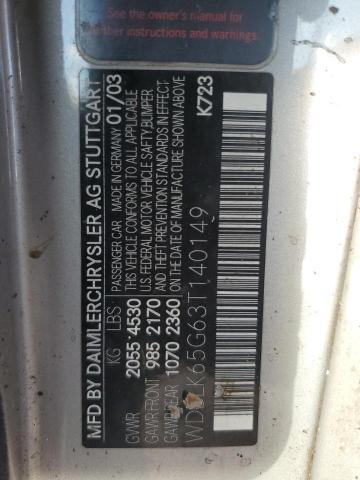 See the owner's manual for
further instructions and warnings.
MFD BY DAIMLERCHRYSLER AG STUTTGART
PASSENGER CAR MADE IN GERMANY 01/03
KG LBS
THIS VEHICLE CONFORMS TO ALL APPLICABLE
GVWR 2055 4530
U.S. FEDERAL MOTOR VEHICLE SAFTY,BUMPER
GAWR FRONT 985 2170
AND THEFT PREVENTION STANDARDS IN EFFECT
GAWR REAR 1070 2360
ON THE DATE OF MANUFACTURE SHOWN ABOVE
K65G63T140149
K723